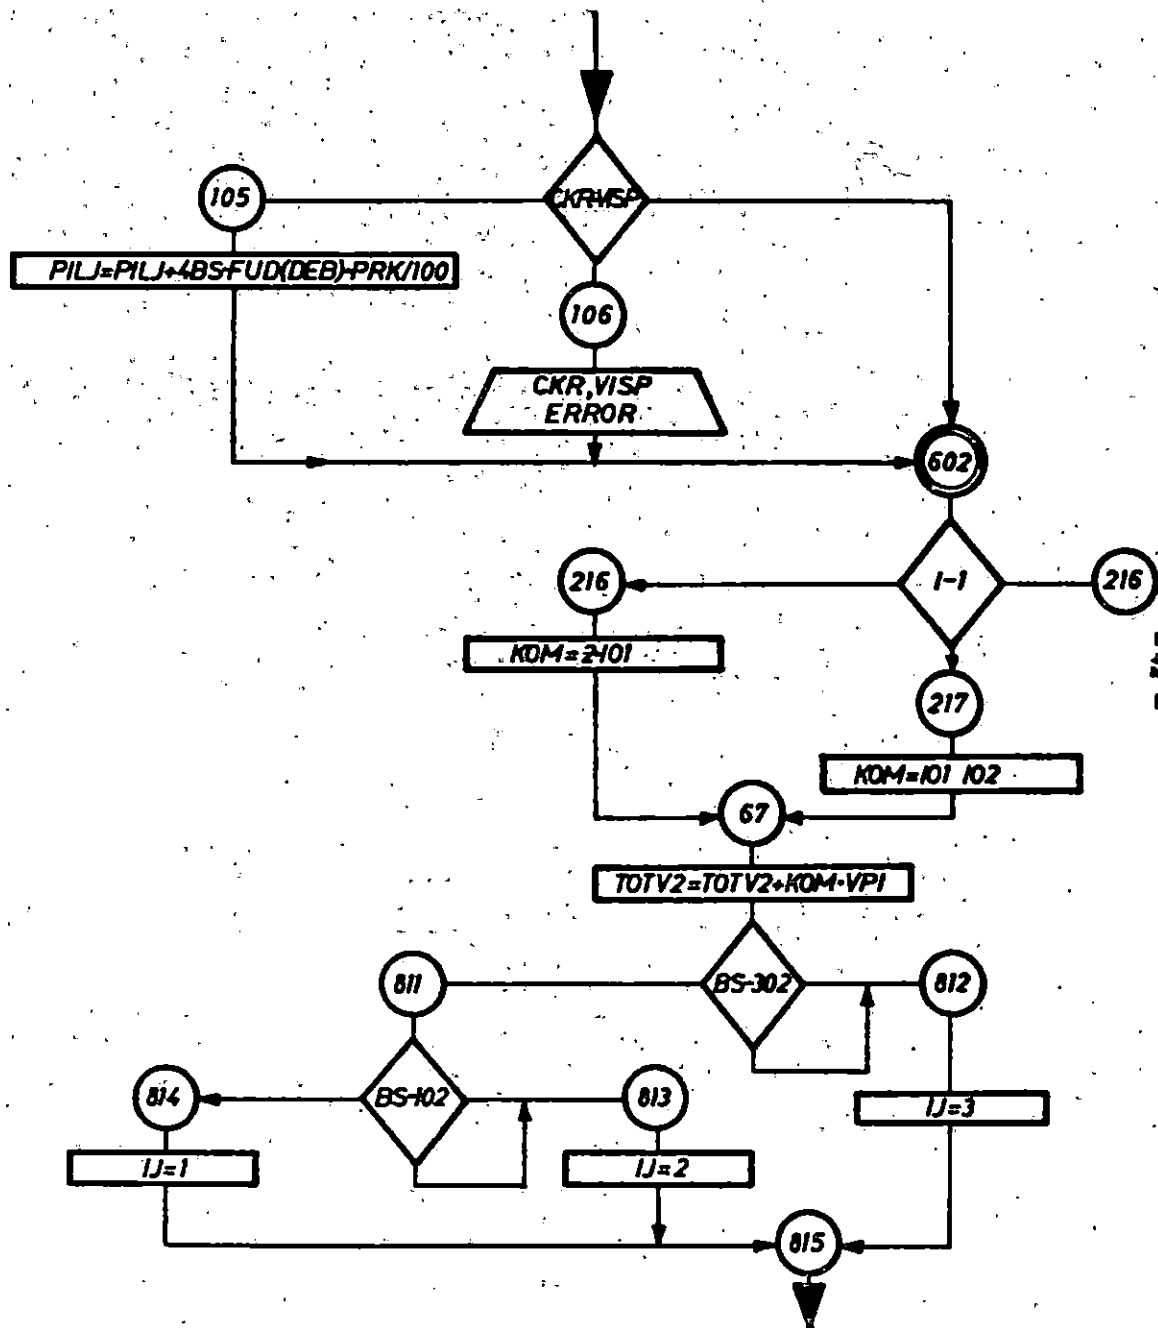 CKR-VISP
105
PILJ=PILJ+4BS-FUD(DEB)-PRK/100
106
CKR,VISP
ERROR
602
216
I-1
216
KOM=2-101
217
KOM=101 102
67
TOTV2=TOTV2+KOM·VPI
811
BS-302
812
814
BS-102
813
IJ=3
IJ=1
IJ=2
815